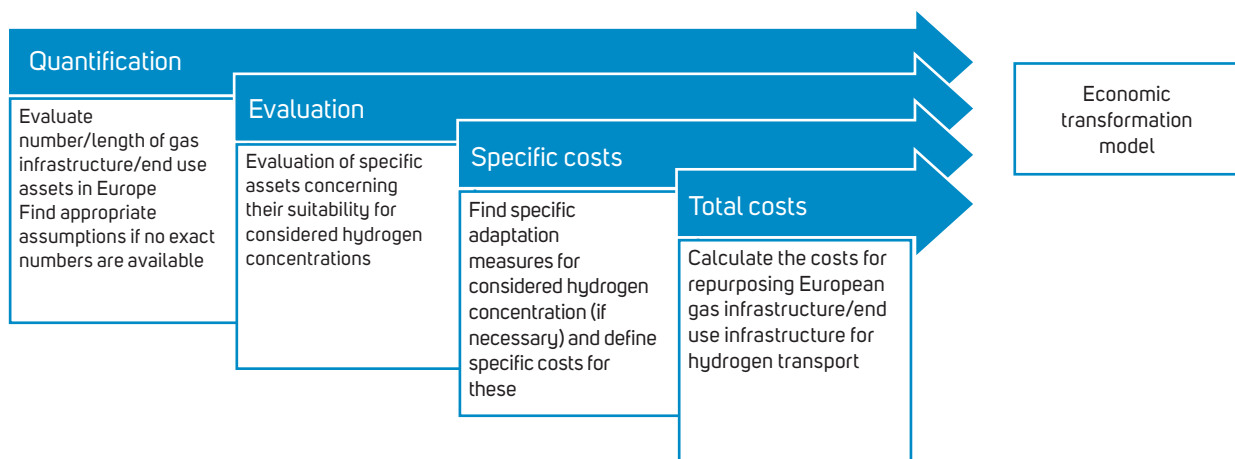 Quantification
Evaluate
number/length of gas
infrastructure/end use
assets in Europe
Find appropriate
assumptions if no exact
numbers are available
Evaluation
Evaluation of specific
assets concerning
their suitability for
considered hydrogen
concentrations
Specific costs
Find specific
adaptation
measures for
considered hydrogen
concentration (if
necessary) and define
specific costs for
these
Total costs
Calculate the costs for
repurposing European
gas infrastructure/end
use infrastructure for
hydrogen transport
Economic
transformation
model